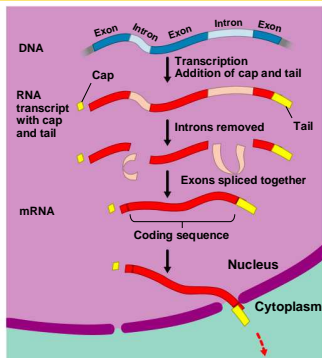 Exon Intron Exon Intron Exon
DNA
Transcription
Addition of cap and tail
Cap
RNA
transcript
with cap
and tail
Introns removed
Tail
Exons spliced together
mRNA
Coding sequence
Nucleus
Cytoplasm